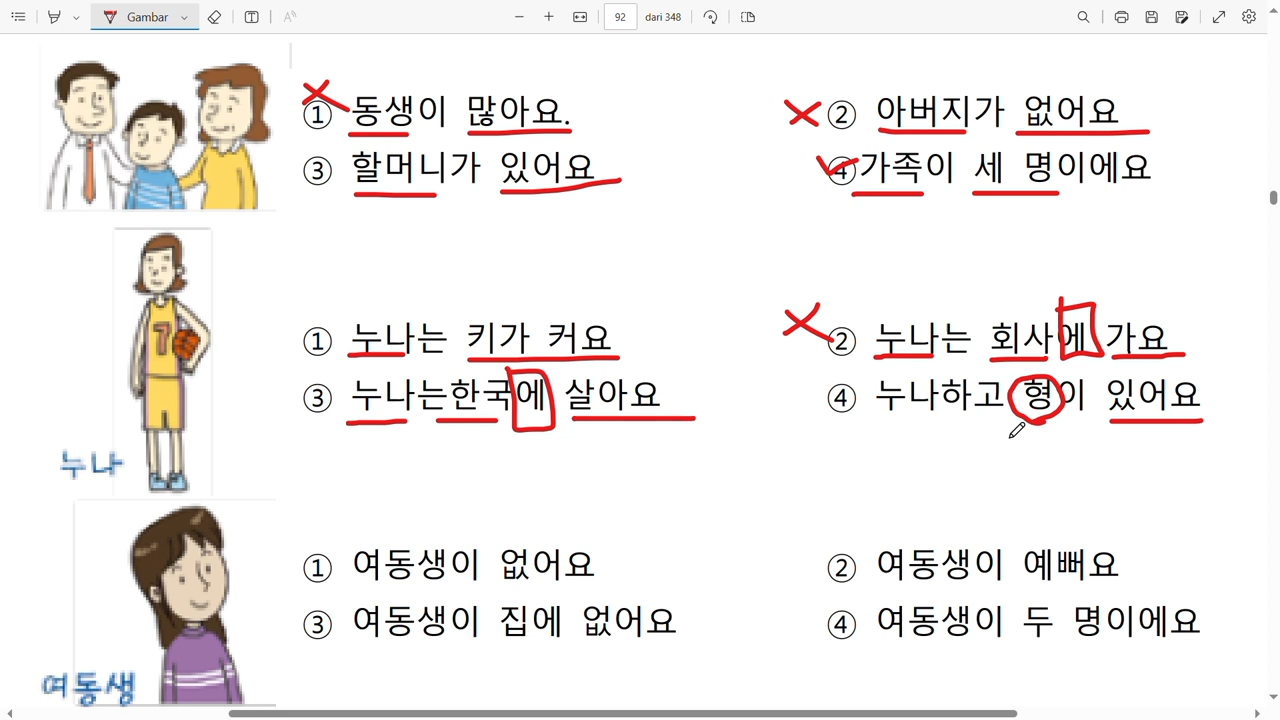 Gambar
92 dari 348
① 동생이 많아요.
② 아버지가 없어요
③ 할머니가 있어요
④ 가족이 세 명이에요
7
누나
① 누나는 키가 커요
② 누나는 회사에 가요
③ 누나는한국에 살아요
④ 누나하고 형이 있어요
여동생
① 여동생이 없어요
② 여동생이 예뻐요
③ 여동생이 집에 없어요
④ 여동생이 두 명이에요